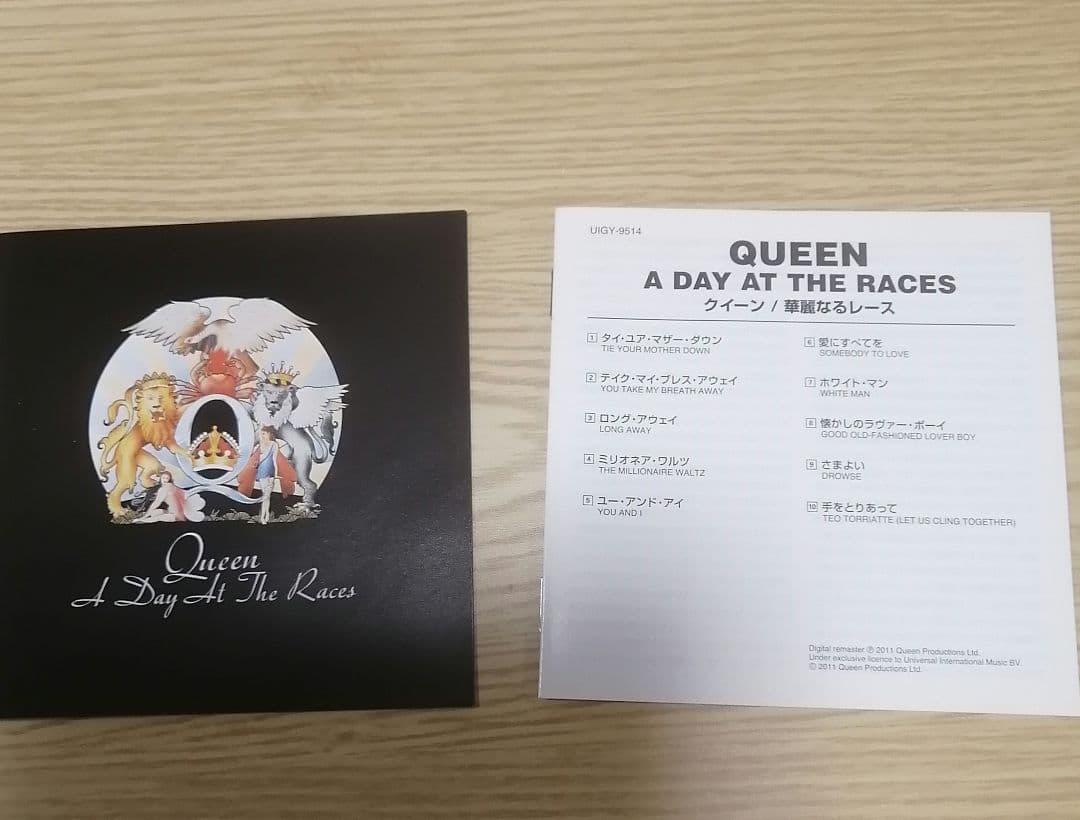 Queen
A Day At The Races
UIGY-9514
QUEEN
A DAY AT THE RACES
クイーン / 華麗なるレース
1 タイ・ユア・マザー・ダウン
TIE YOUR MOTHER DOWN
2 テイク・マイ・ブレス・アウェイ
YOU TAKE MY BREATH AWAY
3 ロング・アウェイ
LONG AWAY
4 ミリオネア・ワルツ
THE MILLIONAIRE WALTZ
5 ユー・アンド・アイ
YOU AND I
6 愛にすべてを
SOMEBODY TO LOVE
7 ホワイト・マン
WHITE MAN
8 懐かしのラヴァー・ボーイ
GOOD OLD-FASHIONED LOVER BOY
9 さまよい
DROWSE
10 手をとりあって
TEO TORRIATTE (LET US CLING TOGETHER)
Digital remaster ℗ 2011 Queen Productions Ltd.
Under exclusive licence to Universal International Music BV.
© 2011 Queen Productions Ltd.